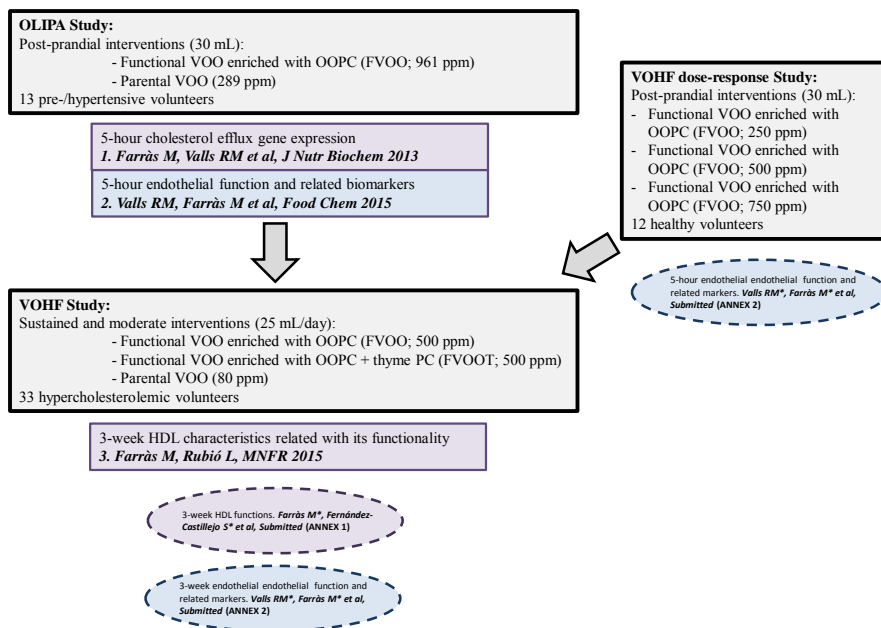 OLIPA Study:
Post-prandial interventions (30 mL):
- Functional VOO enriched with OOPC (FVOO; 961 ppm)
- Parental VOO (289 ppm)
13 pre-/hypertensive volunteers
5-hour cholesterol efflux gene expression
1. Farràs M, Valls RM et al, J Nutr Biochem 2013
5-hour endothelial function and related biomarkers
2. Valls RM, Farràs M et al, Food Chem 2015
VOHF dose-response Study:
Post-prandial interventions (30 mL):
- Functional VOO enriched with
OOPC (FVOO; 250 ppm)
- Functional VOO enriched with
OOPC (FVOO; 500 ppm)
- Functional VOO enriched with
OOPC (FVOO; 750 ppm)
12 healthy volunteers
5-hour endothelial endothelial function and
related markers. Valls RM*, Farràs M* et al,
Submitted (ANNEX 2)
VOHF Study:
Sustained and moderate interventions (25 mL/day):
- Functional VOO enriched with OOPC (FVOO; 500 ppm)
- Functional VOO enriched with OOPC + thyme PC (FVOOT; 500 ppm)
- Parental VOO (80 ppm)
33 hypercholesterolemic volunteers
3-week HDL characteristics related with its functionality
3. Farràs M, Rubió L, MNFR 2015
3-week HDL functions. Farràs M*, Fernández-
Castillejo S* et al, Submitted (ANNEX 1)
3-week endothelial endothelial function and
related markers. Valls RM*, Farràs M* et al,
Submitted (ANNEX 2)